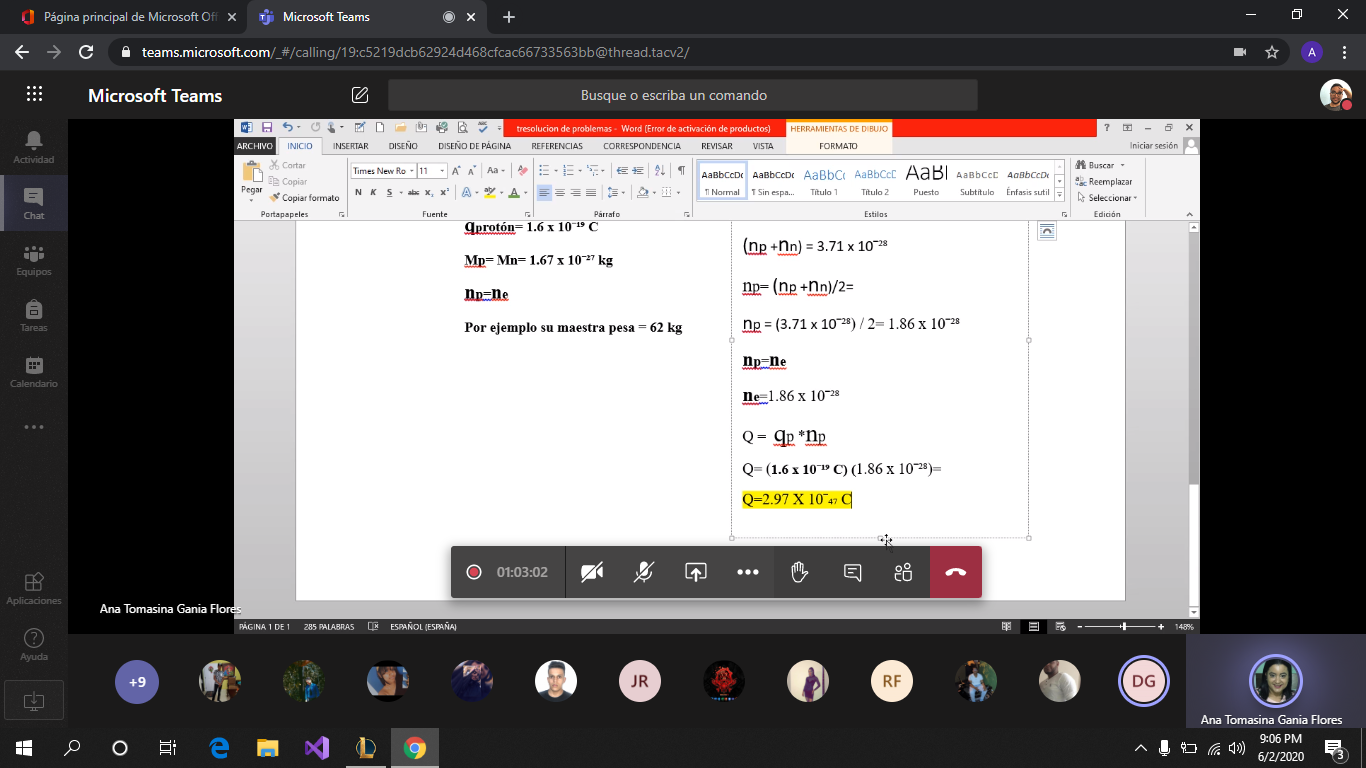 Página principal de Microsoft Of
Microsoft Teams
teams.microsoft.com/_#/calling/19:c5219dcb62924d468cfcac66733563bb@thread.tacv2/
A
Microsoft Teams
Busque o escriba un comando
Actividad
Chat
Equipos
Tareas
Calendario
Aplicaciones
Ayuda
tresolucion de problemas - Word (Error de activación de productos)
HERRAMIENTAS DE DIBUJO
ARCHIVO INICIO INSERTAR DISEÑO DISEÑO DE PÁGINA REFERENCIAS CORRESPONDENCIA REVISAR VISTA FORMATO Iniciar sesión
Pegar
Cortar
Copiar
Copiar formato
Times New Ro 11
N K S abc x₂ x²
AaBbCcDc AaBbCcDc AaBbCc AaBbCcC AaBl AaBbCcC AaBbCcDc
¶ Normal ¶ Sin espa... Título 1 Título 2 Puesto Subtítulo Énfasis sutil
Buscar
Reemplazar
Seleccionar
Portapapeles Fuente Párrafo Estilos Edición
qprotón= 1.6 x 10⁻¹⁹ C
Mp= Mn= 1.67 x 10⁻²⁷ kg
np=ne
Por ejemplo su maestra pesa = 62 kg
(np +nn) = 3.71 x 10⁻²⁸
np= (np +nn)/2=
np = (3.71 x 10⁻²⁸) / 2= 1.86 x 10⁻²⁸
np=ne
ne=1.86 x 10⁻²⁸
Q = qp *np
Q= (1.6 x 10⁻¹⁹ C) (1.86 x 10⁻²⁸)=
Q=2.97 X 10⁻₄₇ C
01:03:02
Ana Tomasina Gania Flores
PÁGINA 1 DE 1 285 PALABRAS ESPAÑOL (ESPAÑA) 148%
+9
JR
RF
DG
Ana Tomasina Gania Flores
9:06 PM
6/2/2020
3